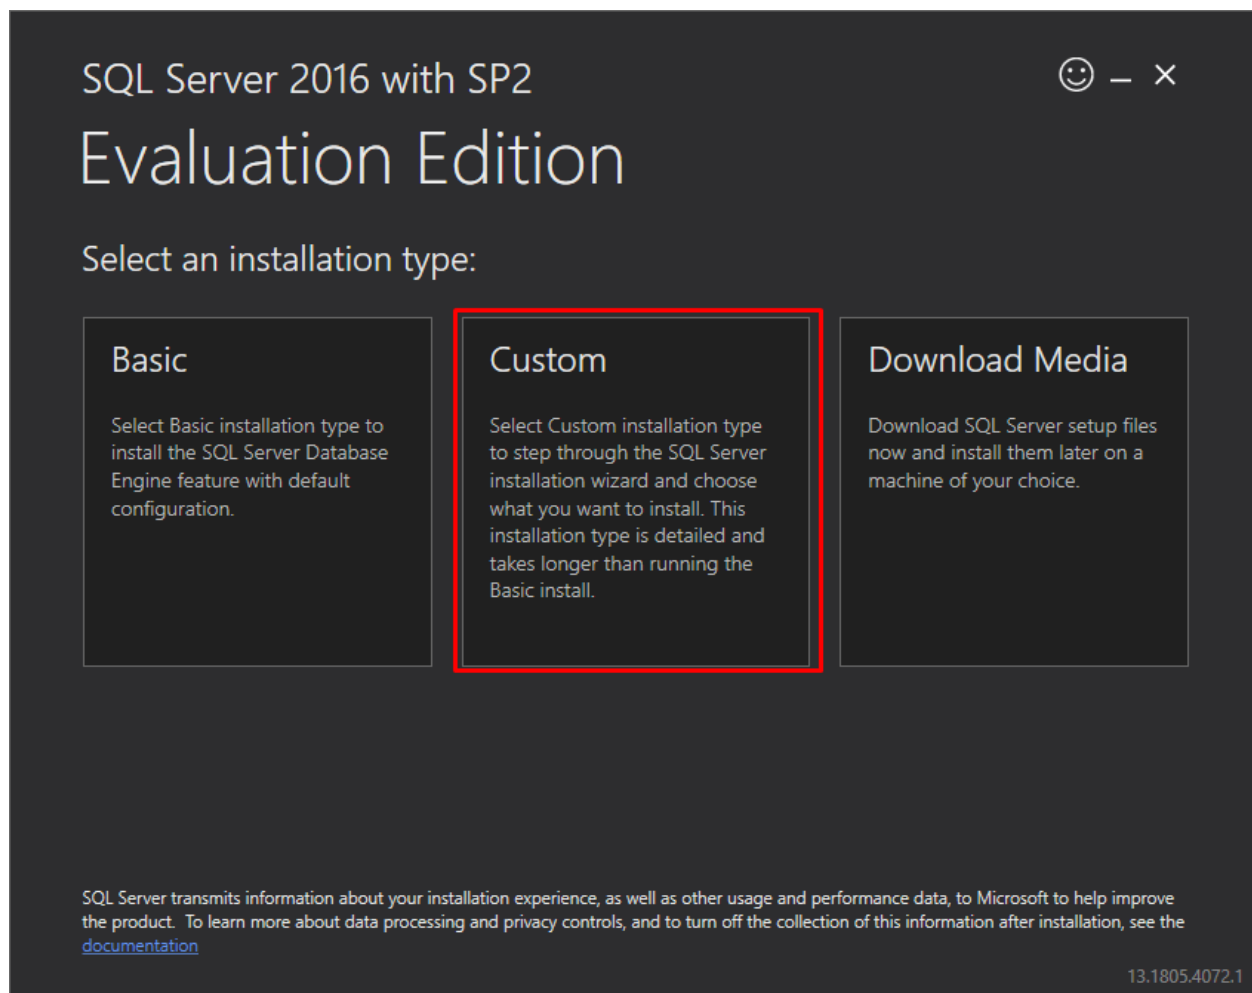 SQL Server 2016 with SP2
Evaluation Edition
Select an installation type:
Basic
Select Basic installation type to
install the SQL Server Database
Engine feature with default
configuration.
Custom
Select Custom installation type
to step through the SQL Server
installation wizard and choose
what you want to install. This
installation type is detailed and
takes longer than running the
Basic install.
Download Media
Download SQL Server setup files
now and install them later on a
machine of your choice.
SQL Server transmits information about your installation experience, as well as other usage and performance data, to Microsoft to help improve
the product.  To learn more about data processing and privacy controls, and to turn off the collection of this information after installation, see the
documentation
13.1805.4072.1